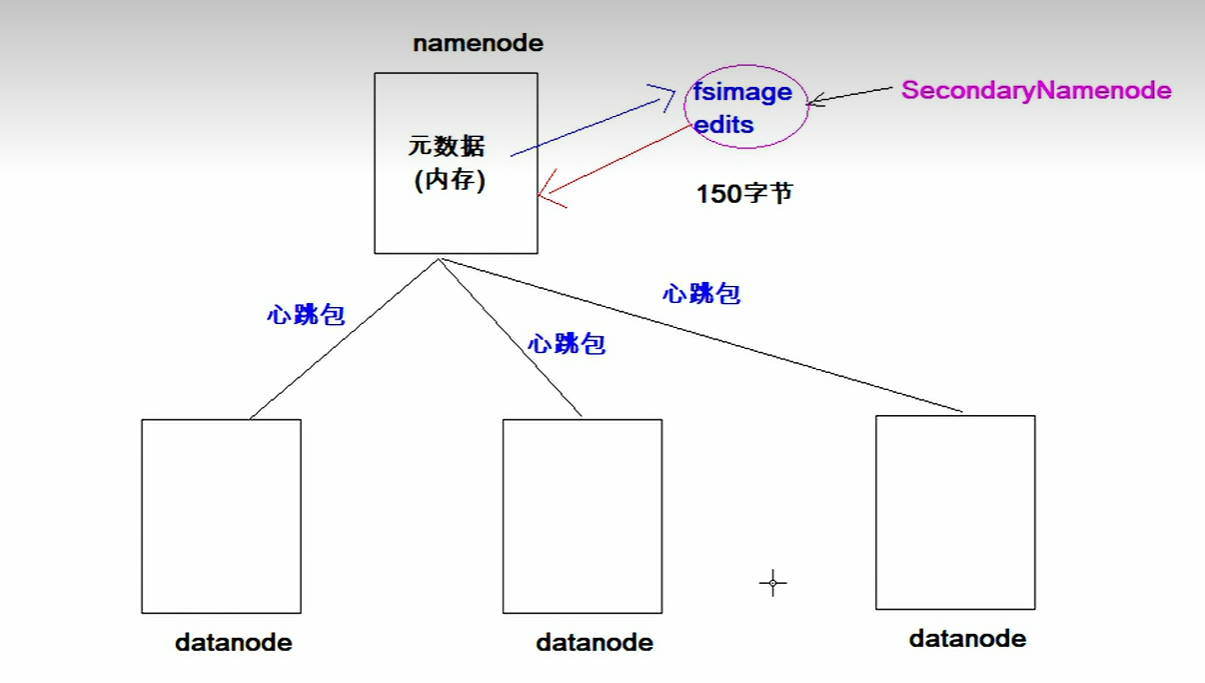 namenode
fsimage
edits
SecondaryNamenode
元数据
(内存)
150字节
心跳包
心跳包
心跳包
datanode
datanode
datanode